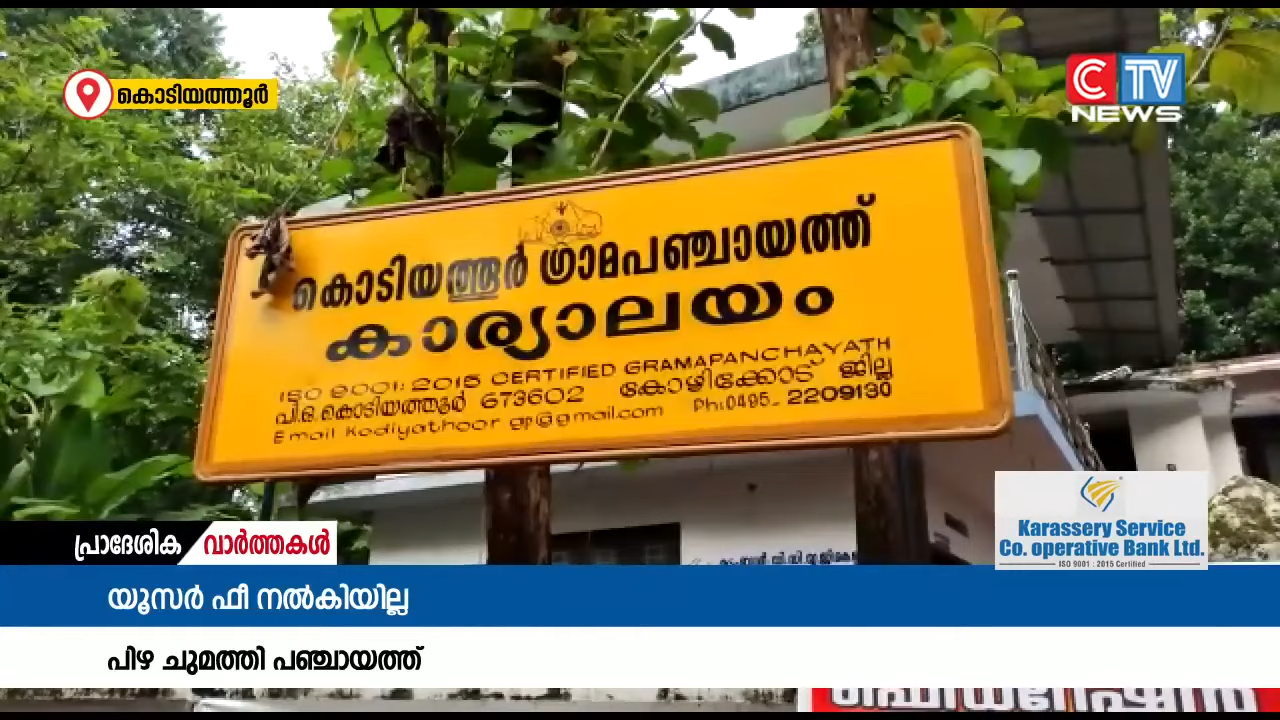 കൊടിയത്തൂർ
CTV
NEWS
കൊടിയത്തൂർ ഗ്രാമപഞ്ചായത്ത്
കാര്യാലയം
ISO 9001:2015 CERTIFIED GRAMAPANCHAYATH
പി.ഒ.കൊടിയത്തൂർ 673602 കോഴിക്കോട് ജില്ല
Email Kodiyathoor gp@gmail.com Ph:0495-2209130
Karassery Service
Co. operative Bank Ltd.
ISO 9001 : 2015 Certified
പ്രാദേശിക വാർത്തകൾ
യൂസർ ഫീ നൽകിയില്ല
പിഴ ചുമത്തി പഞ്ചായത്ത്